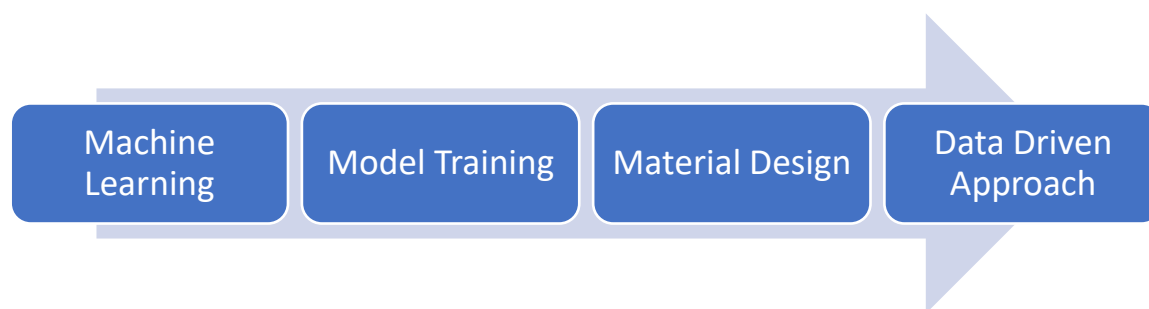 Machine
Learning
Model Training
Material Design
Data Driven
Approach